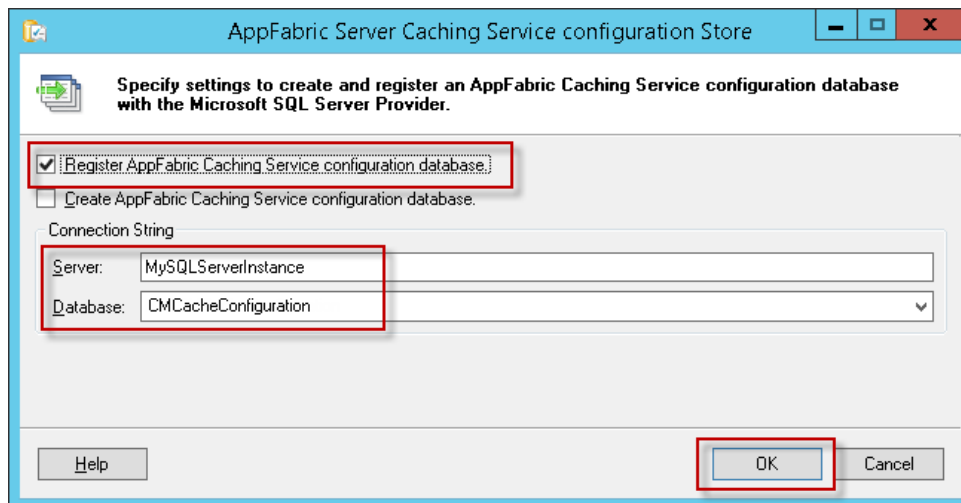 AppFabric Server Caching Service configuration Store
Specify settings to create and register an AppFabric Caching Service configuration database
with the Microsoft SQL Server Provider.
Register AppFabric Caching Service configuration database.
Create AppFabric Caching Service configuration database.
Connection String
Server: MySQLServerInstance
Database: CMCacheConfiguration
Help OK Cancel